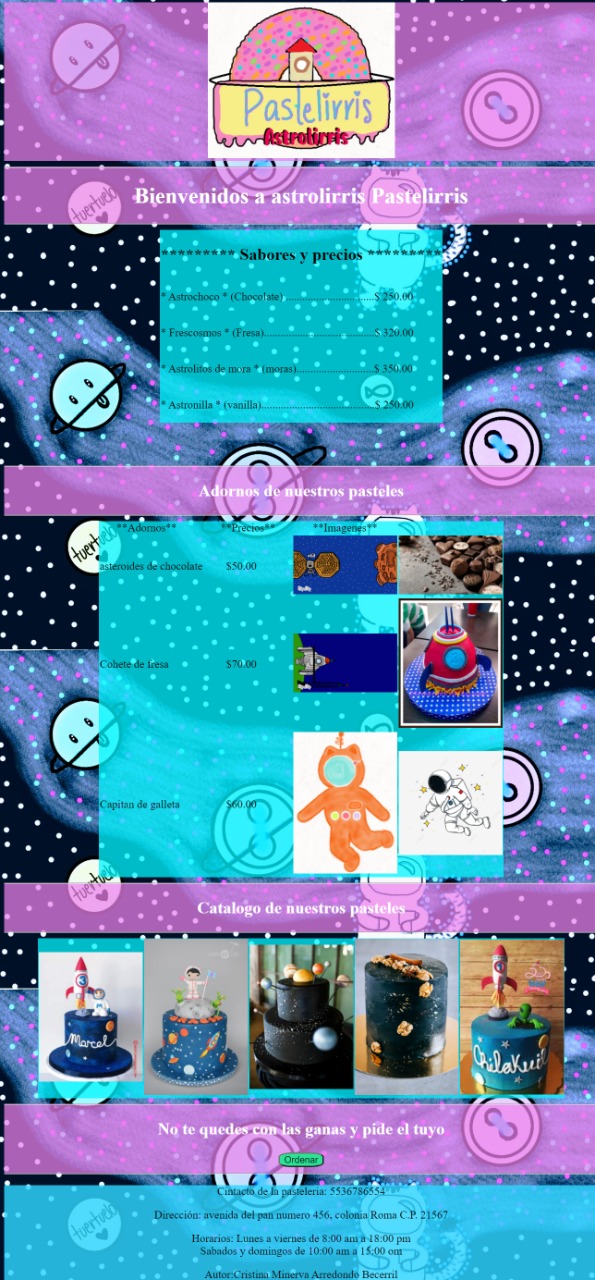 Pastelirris
Astrolirris
Bienvenidos a astrolirris Pastelirris
********* Sabores y precios *********
* Astrochoco * (Chocolate)................................$ 250.00
* Frescosmos * (Fresa)........................................$ 320.00
* Astrolitos de mora * (moras)............................$ 350.00
* Astronilla * (vanilla).........................................$ 250.00
Adornos de nuestros pasteles
**Adornos** **Precios** **Imagenes**
asteroides de chocolate $50.00
Cohete de fresa $70.00
Capitan de galleta $60.00
Catalogo de nuestros pasteles
Marcel
ChelaKuil
No te quedes con las ganas y pide el tuyo
Ordenar
Cintacto de la pasteleria: 5536786554
Dirección: avenida del pan numero 456, colonia Roma C.P. 21567
Horarios: Lunes a viernes de 8:00 am a 18:00 pm
Sabados y domingos de 10:00 am a 15:00 om
Autor:Cristina Minerva Arredondo Becerril
tuertuelo